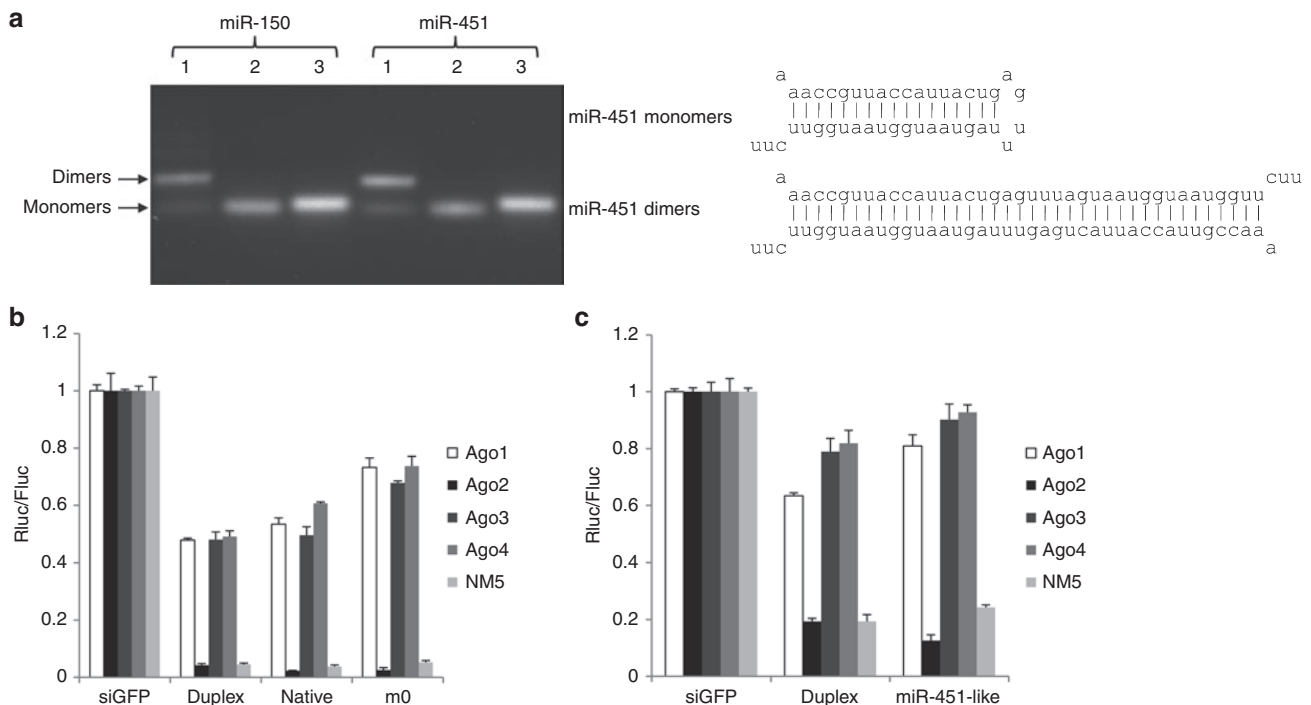 a
miR-150 miR-451
1 2 3 1 2 3
Dimers
Monomers
miR-451 monomers
a a
aaccguuaccauuacug g
uugguaaugguaaugau u
uuc u
miR-451 dimers
a cuu
aaccguuaccauuacugaguuuaguaaugguaaugguu
uugguaaugguaaugauuugagucauuaccauugccaa
uuc a
b
Rluc/Fluc
1.2
1
0.8
0.6
0.4
0.2
0
siGFP Duplex Native m0
Ago1
Ago2
Ago3
Ago4
NM5
c
Rluc/Fluc
1.2
1
0.8
0.6
0.4
0.2
0
siGFP Duplex miR-451-like
Ago1
Ago2
Ago3
Ago4
NM5